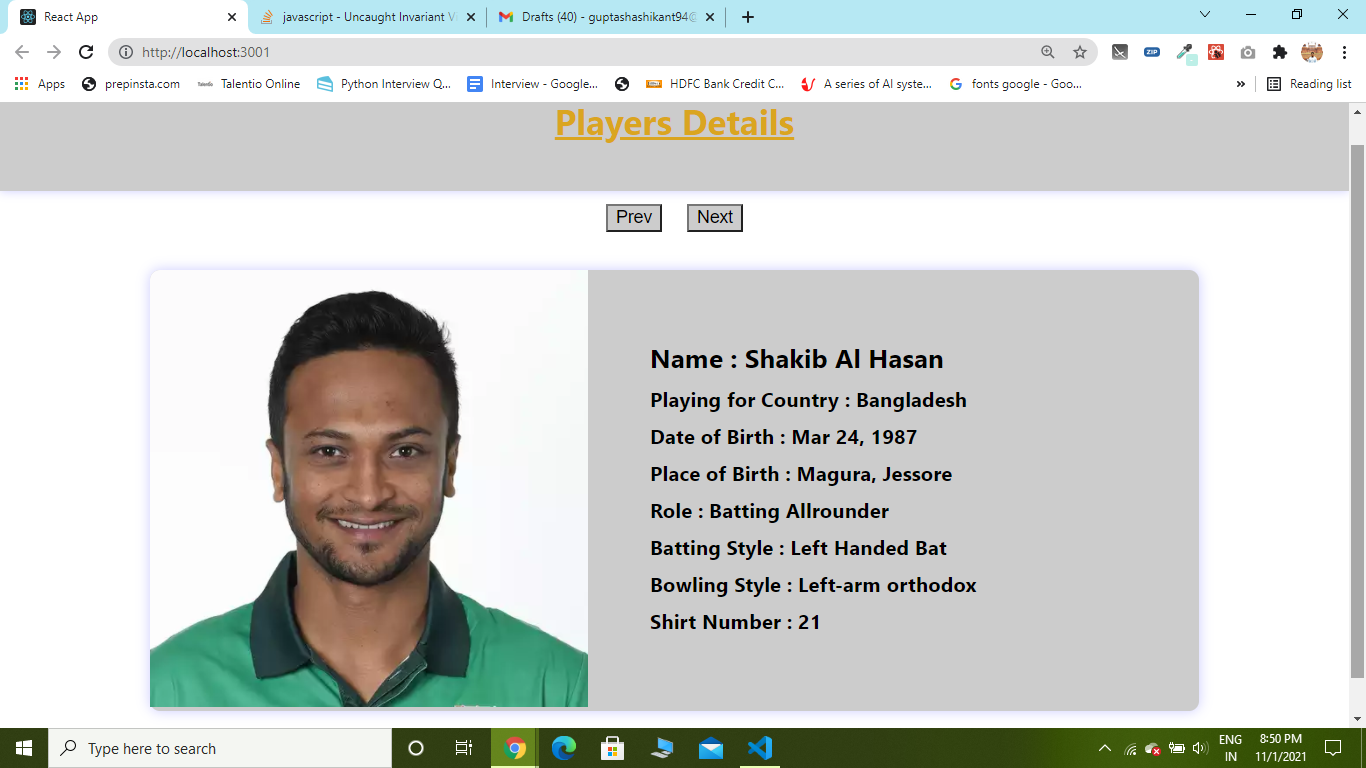 React App
javascript - Uncaught Invariant Vi
Drafts (40) - guptashashikant94@
http://localhost:3001
ZIP
Apps
prepinsta.com
Talentio Online
Python Interview Q...
Interview - Google...
HDFC Bank Credit C...
A series of AI syste...
fonts google - Goo...
»
Reading list
Players Details
Prev
Next
Name : Shakib Al Hasan
Playing for Country : Bangladesh
Date of Birth : Mar 24, 1987
Place of Birth : Magura, Jessore
Role : Batting Allrounder
Batting Style : Left Handed Bat
Bowling Style : Left-arm orthodox
Shirt Number : 21
Type here to search
ENG
IN
8:50 PM
11/1/2021